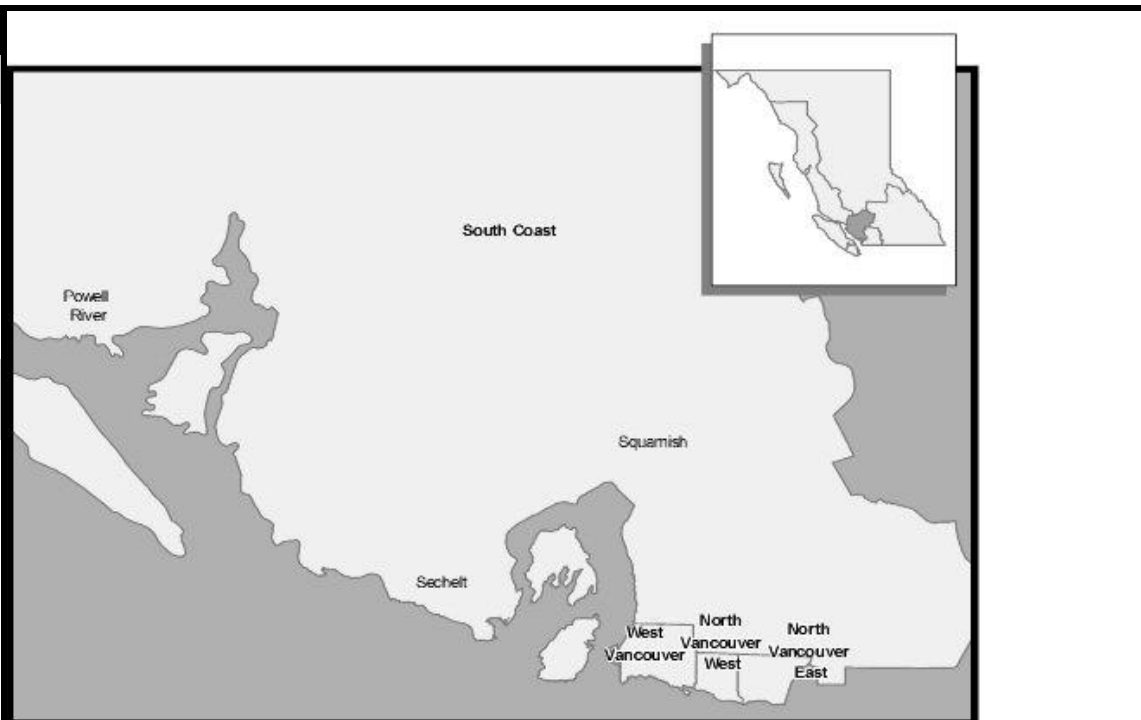 South Coast
Powell
River
Squamish
Sechelt
West
Vancouver
North
Vancouver
West
North
Vancouver
East